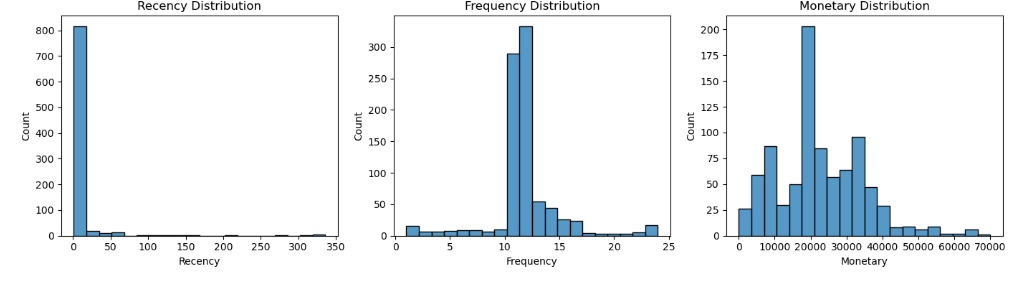 Recency Distribution
800
700
600
500
400
300
200
100
0
Count
0 50 100 150 200 250 300 350
Recency
Frequency Distribution
300
250
200
150
100
50
0
Count
0 5 10 15 20 25
Frequency
Monetary Distribution
200
175
150
125
100
75
50
25
0
Count
0 10000 20000 30000 40000 50000 60000 70000
Monetary